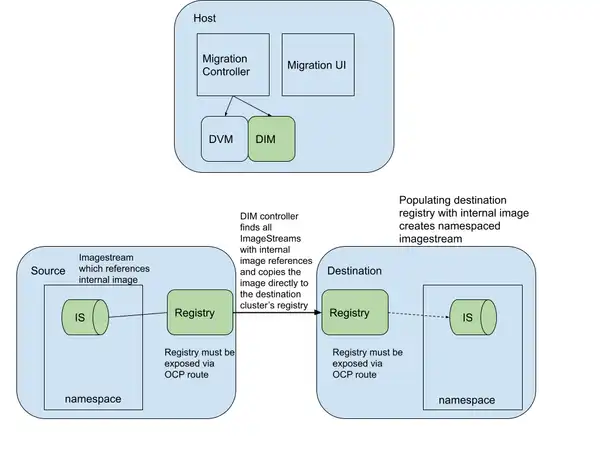 Host
Migration
Controller
Migration UI
DVM
DIM
Populating destination
registry with internal image
creates namespaced
imagestream
DIM controller
finds all
ImageStreams
with internal
image references
and copies the
image directly to
the destination
cluster's registry
Source
Imagestream
which references
internal image
IS
Registry
Registry must be
exposed via
OCP route
namespace
Destination
Registry
Registry must be
exposed via
OCP route
IS
namespace